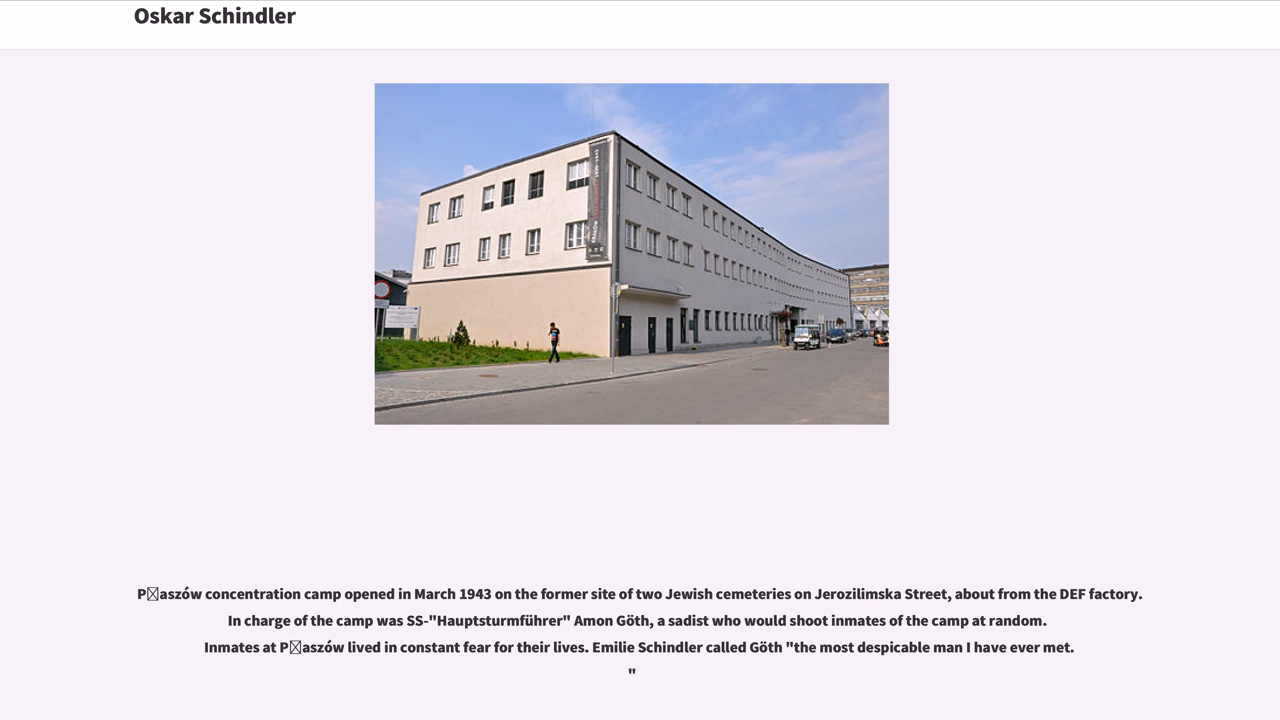 Oskar Schindler
P□aszów concentration camp opened in March 1943 on the former site of two Jewish cemeteries on Jerozilimska Street, about from the DEF factory.
In charge of the camp was SS-"Hauptsturmführer" Amon Göth, a sadist who would shoot inmates of the camp at random.
Inmates at P□aszów lived in constant fear for their lives. Emilie Schindler called Göth "the most despicable man I have ever met.
"